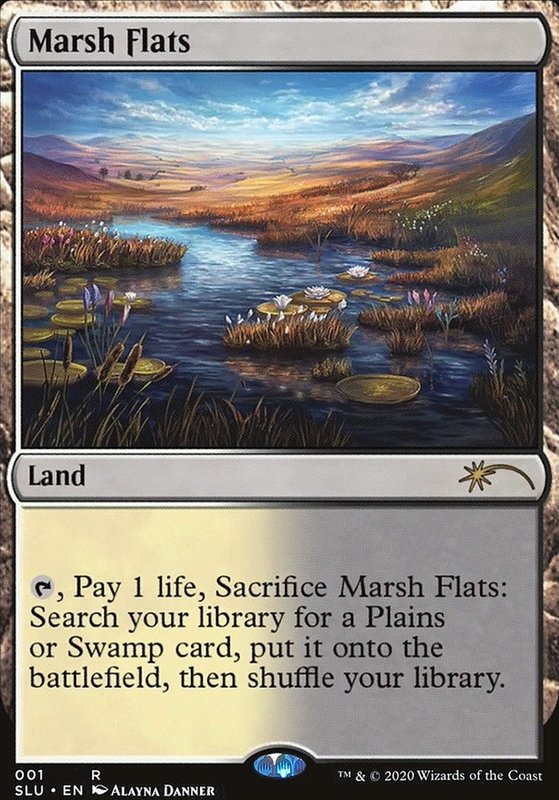 Marsh Flats
Land
, Pay 1 life, Sacrifice Marsh Flats:
Search your library for a Plains
or Swamp card, put it onto the
battlefield, then shuffle your library.
001 R
SLU • EN Alayna Danner
™ & © 2020 Wizards of the Coast